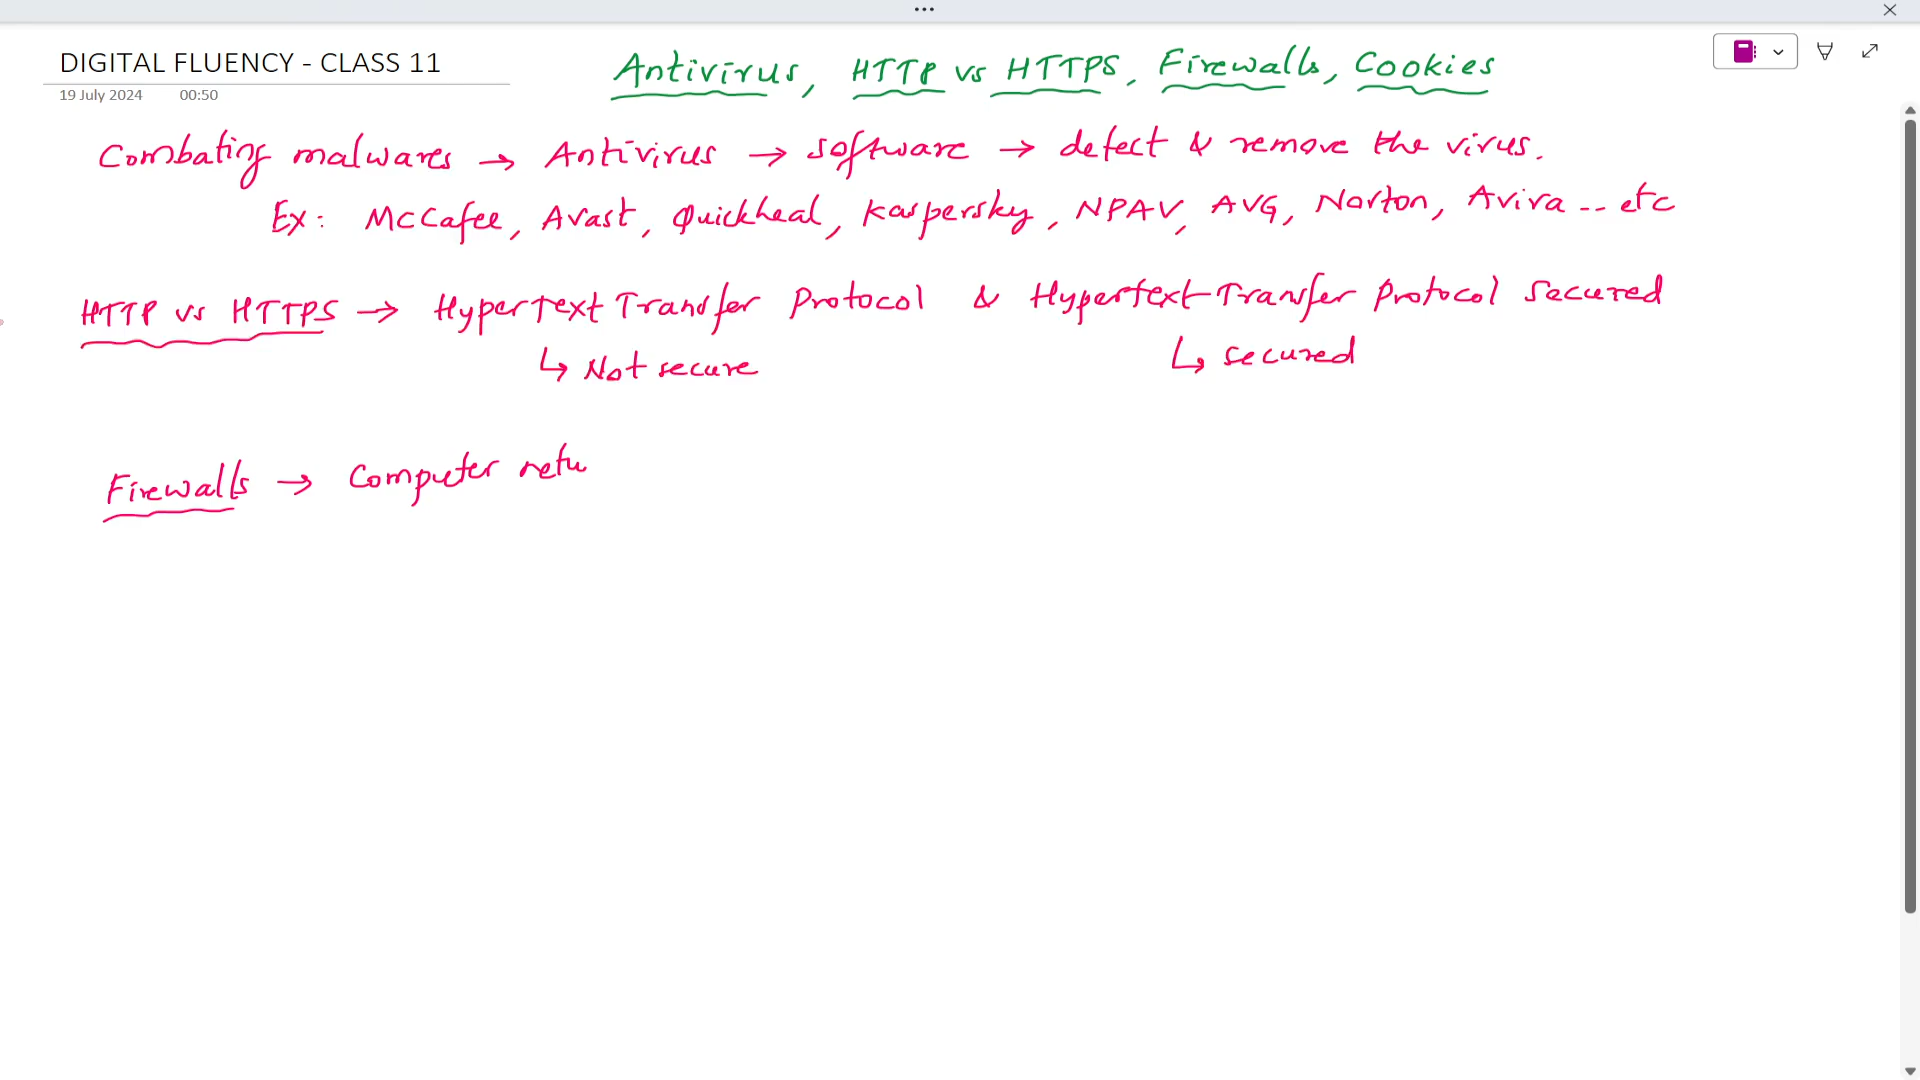 DIGITAL FLUENCY - CLASS 11
19 July 2024 00:50
Antivirus, HTTP vs HTTPS, Firewalls, Cookies
Combating malwares → Antivirus → software → detect & remove the virus.
Ex: McCafee, Avast, Quickheal, Kaspersky, NPAV, AVG, Norton, Avira -- etc
HTTP vs HTTPS → Hypertext Transfer Protocol & Hypertext Transfer Protocol Secured
↳ Not secure ↳ secured
Firewalls → Computer netw